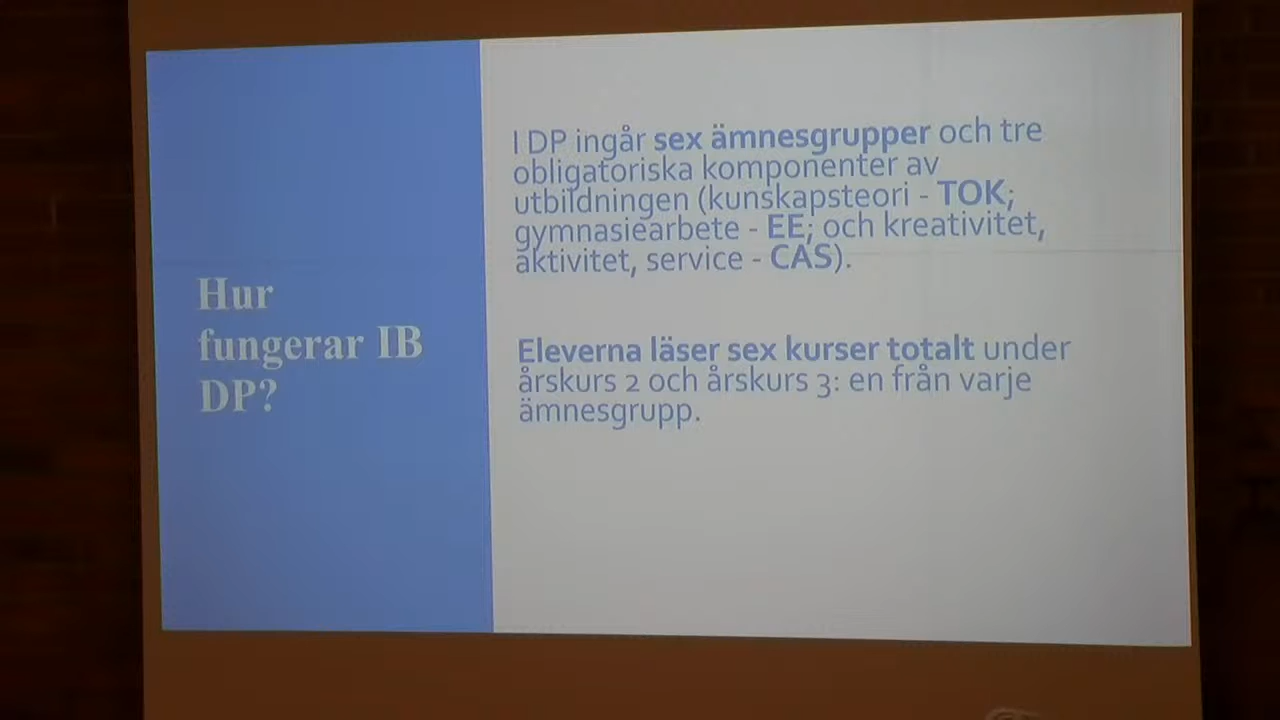 Hur
fungerar IB
DP?
I DP ingår sex ämnesgrupper och tre
obligatoriska komponenter av
utbildningen (kunskapsteori - TOK;
gymnasiearbete - EE; och kreativitet,
aktivitet, service - CAS).
Eleverna läser sex kurser totalt under
årskurs 2 och årskurs 3: en från varje
ämnesgrupp.